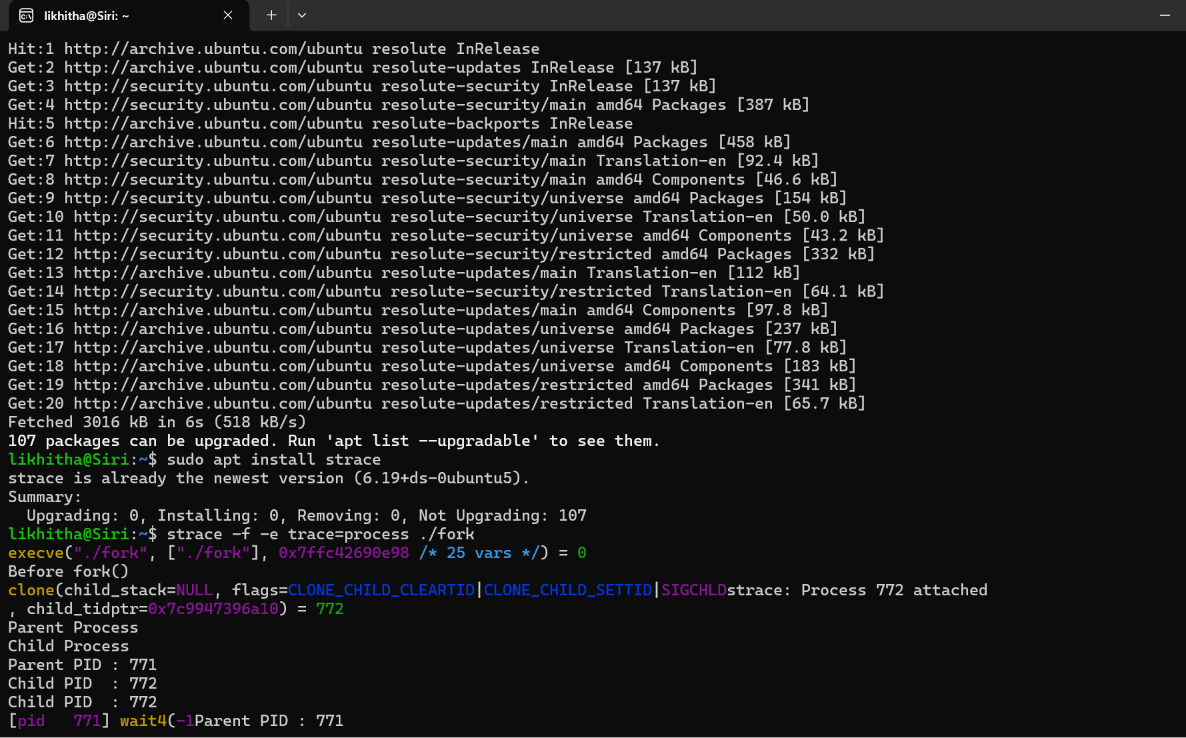 likhitha@Siri: ~
Hit:1 http://archive.ubuntu.com/ubuntu resolute InRelease
Get:2 http://archive.ubuntu.com/ubuntu resolute-updates InRelease [137 kB]
Get:3 http://security.ubuntu.com/ubuntu resolute-security InRelease [137 kB]
Get:4 http://security.ubuntu.com/ubuntu resolute-security/main amd64 Packages [387 kB]
Hit:5 http://archive.ubuntu.com/ubuntu resolute-backports InRelease
Get:6 http://archive.ubuntu.com/ubuntu resolute-updates/main amd64 Packages [458 kB]
Get:7 http://security.ubuntu.com/ubuntu resolute-security/main Translation-en [92.4 kB]
Get:8 http://security.ubuntu.com/ubuntu resolute-security/main amd64 Components [46.6 kB]
Get:9 http://security.ubuntu.com/ubuntu resolute-security/universe amd64 Packages [154 kB]
Get:10 http://security.ubuntu.com/ubuntu resolute-security/universe Translation-en [50.0 kB]
Get:11 http://security.ubuntu.com/ubuntu resolute-security/universe amd64 Components [43.2 kB]
Get:12 http://security.ubuntu.com/ubuntu resolute-security/restricted amd64 Packages [332 kB]
Get:13 http://archive.ubuntu.com/ubuntu resolute-updates/main Translation-en [112 kB]
Get:14 http://security.ubuntu.com/ubuntu resolute-security/restricted Translation-en [64.1 kB]
Get:15 http://archive.ubuntu.com/ubuntu resolute-updates/main amd64 Components [97.8 kB]
Get:16 http://archive.ubuntu.com/ubuntu resolute-updates/universe amd64 Packages [237 kB]
Get:17 http://archive.ubuntu.com/ubuntu resolute-updates/universe Translation-en [77.8 kB]
Get:18 http://archive.ubuntu.com/ubuntu resolute-updates/universe amd64 Components [183 kB]
Get:19 http://archive.ubuntu.com/ubuntu resolute-updates/restricted amd64 Packages [341 kB]
Get:20 http://archive.ubuntu.com/ubuntu resolute-updates/restricted Translation-en [65.7 kB]
Fetched 3016 kB in 6s (518 kB/s)
107 packages can be upgraded. Run 'apt list --upgradable' to see them.
likhitha@Siri:~$ sudo apt install strace
strace is already the newest version (6.19+ds-0ubuntu5).
Summary:
  Upgrading: 0, Installing: 0, Removing: 0, Not Upgrading: 107
likhitha@Siri:~$ strace -f -e trace=process ./fork
execve("./fork", ["./fork"], 0x7ffc42690e98 /* 25 vars */) = 0
Before fork()
clone(child_stack=NULL, flags=CLONE_CHILD_CLEARTID|CLONE_CHILD_SETTID|SIGCHLDstrace: Process 772 attached
, child_tidptr=0x7c9947396a10) = 772
Parent Process
Child Process
Parent PID : 771
Child PID  : 772
Child PID  : 772
[pid   771] wait4(-1Parent PID : 771